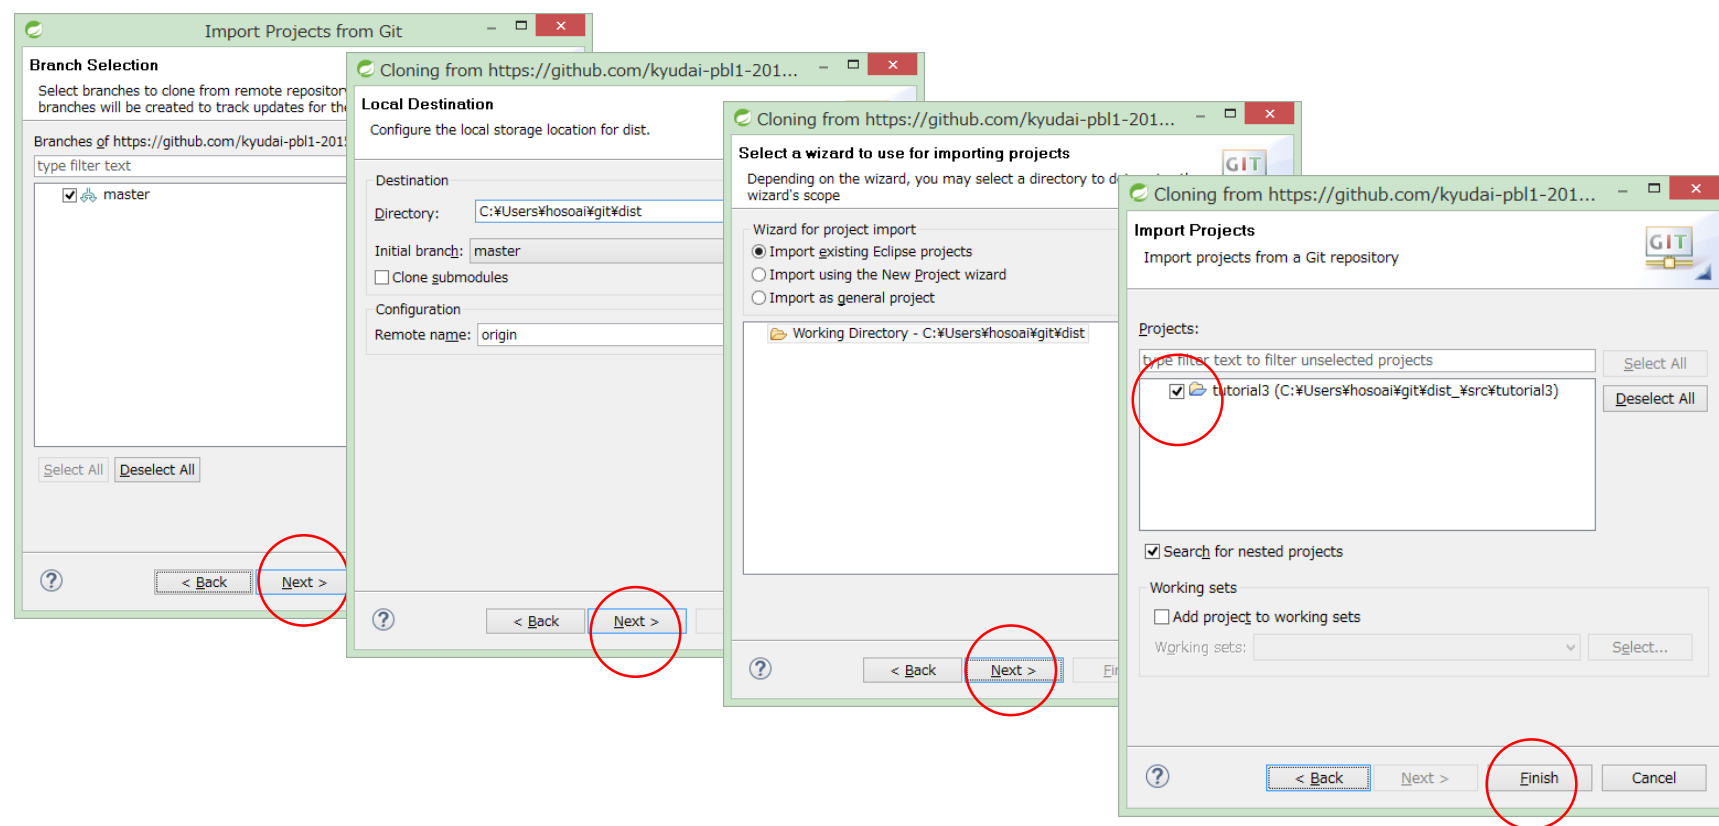 Import Projects from Git
Branch Selection
Select branches to clone from remote repository
branches will be created to track updates for the
Branches of https://github.com/kyudai-pbl1-201
type filter text
master
Select All
Deselect All
< Back
Next >
Cloning from https://github.com/kyudai-pbl1-201...
Local Destination
Configure the local storage location for dist.
Destination
Directory:
C:¥Users¥hosoai¥git¥dist
Initial branch:
master
Clone submodules
Configuration
Remote name:
origin
< Back
Next >
Cloning from https://github.com/kyudai-pbl1-201...
Select a wizard to use for importing projects
Depending on the wizard, you may select a directory to
wizard's scope
GIT
Wizard for project import
Import existing Eclipse projects
Import using the New Project wizard
Import as general project
Working Directory - C:¥Users¥hosoai¥git¥dist
< Back
Next >
Cloning from https://github.com/kyudai-pbl1-201...
Import Projects
Import projects from a Git repository
GIT
Projects:
type filter text to filter unselected projects
Select All
tutorial3 (C:¥Users¥hosoai¥git¥dist_¥src¥tutorial3)
Deselect All
Search for nested projects
Working sets
Add project to working sets
Working sets:
Select...
< Back
Next >
Finish
Cancel